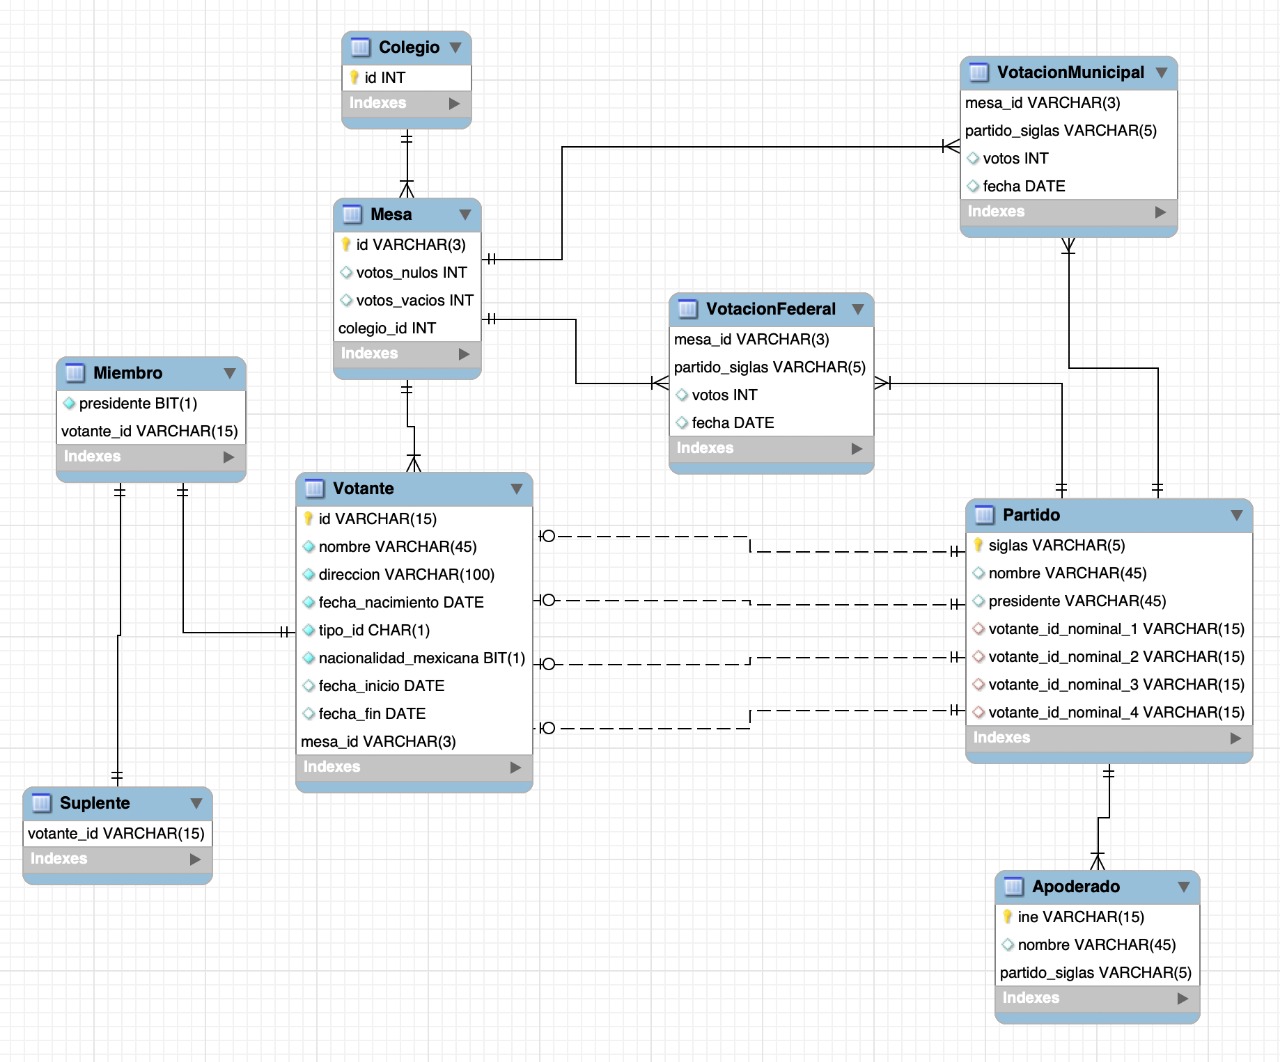 Colegio
id INT
Indexes
Mesa
id VARCHAR(3)
votos_nulos INT
votos_vacios INT
colegio_id INT
Indexes
VotacionMunicipal
mesa_id VARCHAR(3)
partido_siglas VARCHAR(5)
votos INT
fecha DATE
Indexes
VotacionFederal
mesa_id VARCHAR(3)
partido_siglas VARCHAR(5)
votos INT
fecha DATE
Indexes
Miembro
presidente BIT(1)
votante_id VARCHAR(15)
Indexes
Votante
id VARCHAR(15)
nombre VARCHAR(45)
direccion VARCHAR(100)
fecha_nacimiento DATE
tipo_id CHAR(1)
nacionalidad_mexicana BIT(1)
fecha_inicio DATE
fecha_fin DATE
mesa_id VARCHAR(3)
Indexes
Partido
siglas VARCHAR(5)
nombre VARCHAR(45)
presidente VARCHAR(45)
votante_id_nominal_1 VARCHAR(15)
votante_id_nominal_2 VARCHAR(15)
votante_id_nominal_3 VARCHAR(15)
votante_id_nominal_4 VARCHAR(15)
Indexes
Suplente
votante_id VARCHAR(15)
Indexes
Apoderado
ine VARCHAR(15)
nombre VARCHAR(45)
partido_siglas VARCHAR(5)
Indexes